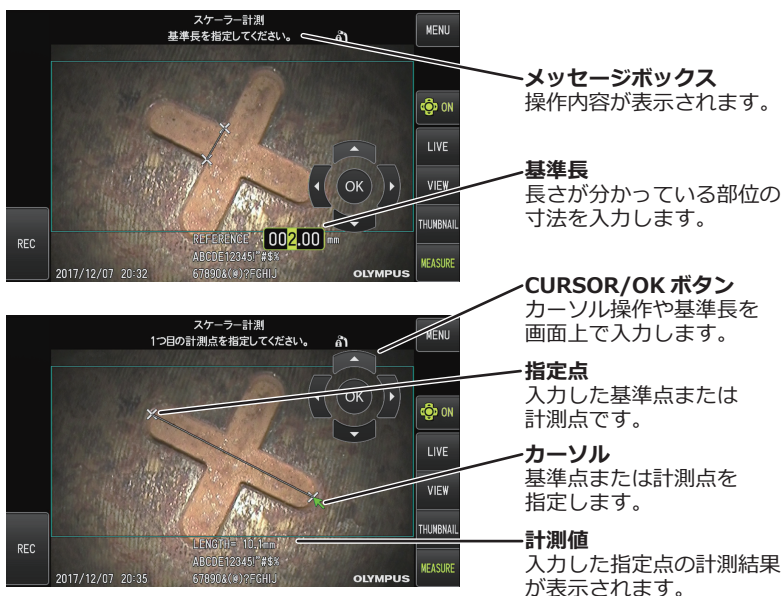 スケーラー計測
基準長を指定してください。
MENU
ON
LIVE
VIEW
THUMBNAIL
MEASURE
REC
OK
REFERENCE 002.00 mm
ABCDE12345!"#$%
67890&(@)?FGHIJ
2017/12/07 20:32
OLYMPUS
メッセージボックス
操作内容が表示されます。
基準長
長さが分かっている部位の
寸法を入力します。
スケーラー計測
1つ目の計測点を指定してください。
MENU
ON
LIVE
VIEW
THUMBNAIL
MEASURE
REC
OK
LENGTH= 10.1mm
ABCDE12345!"#$%
67890&(@)?FGHIJ
2017/12/07 20:35
OLYMPUS
CURSOR/OK ボタン
カーソル操作や基準長を
画面上で入力します。
指定点
入力した基準点または
計測点です。
カーソル
基準点または計測点を
指定します。
計測値
入力した指定点の計測結果
が表示されます。